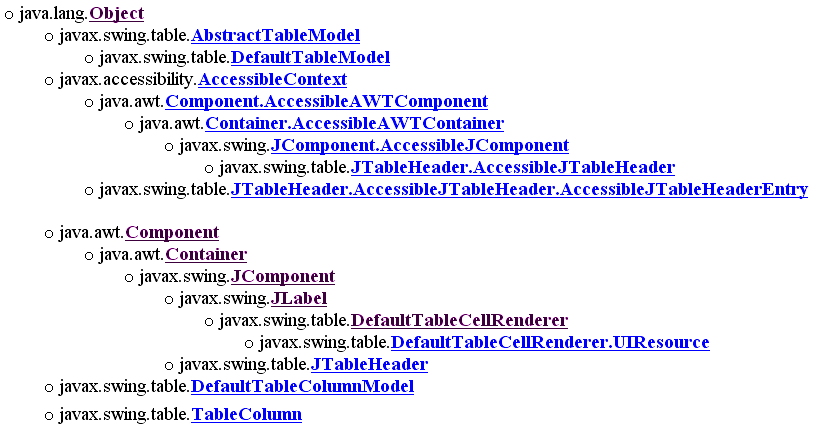 java.lang.Object
javax.swing.table.AbstractTableModel
javax.swing.table.DefaultTableModel
javax.accessibility.AccessibleContext
java.awt.Component.AccessibleAWTComponent
java.awt.Container.AccessibleAWTContainer
javax.swing.JComponent.AccessibleJComponent
javax.swing.table.JTableHeader.AccessibleJTableHeader
javax.swing.table.JTableHeader.AccessibleJTableHeader.AccessibleJTableHeaderEntry
java.awt.Component
java.awt.Container
javax.swing.JComponent
javax.swing.JLabel
javax.swing.table.DefaultTableCellRenderer
javax.swing.table.DefaultTableCellRenderer.UIResource
javax.swing.table.JTableHeader
javax.swing.table.DefaultTableColumnModel
javax.swing.table.TableColumn